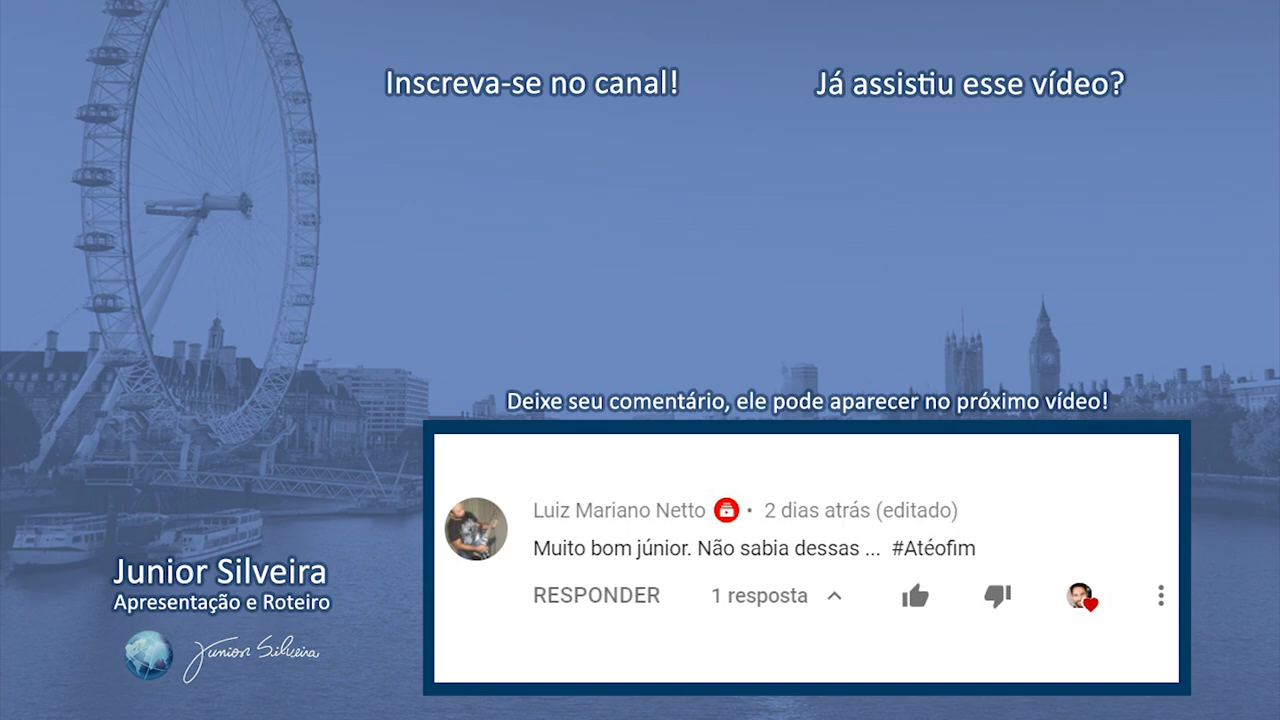 Inscreva-se no canal!
Já assistiu esse vídeo?
Deixe seu comentário, ele pode aparecer no próximo vídeo!
Luiz Mariano Netto • 2 dias atrás (editado)
Muito bom júnior. Não sabia dessas ... #Atéofim
RESPONDER 1 resposta
Junior Silveira
Apresentação e Roteiro
Junior Silveira